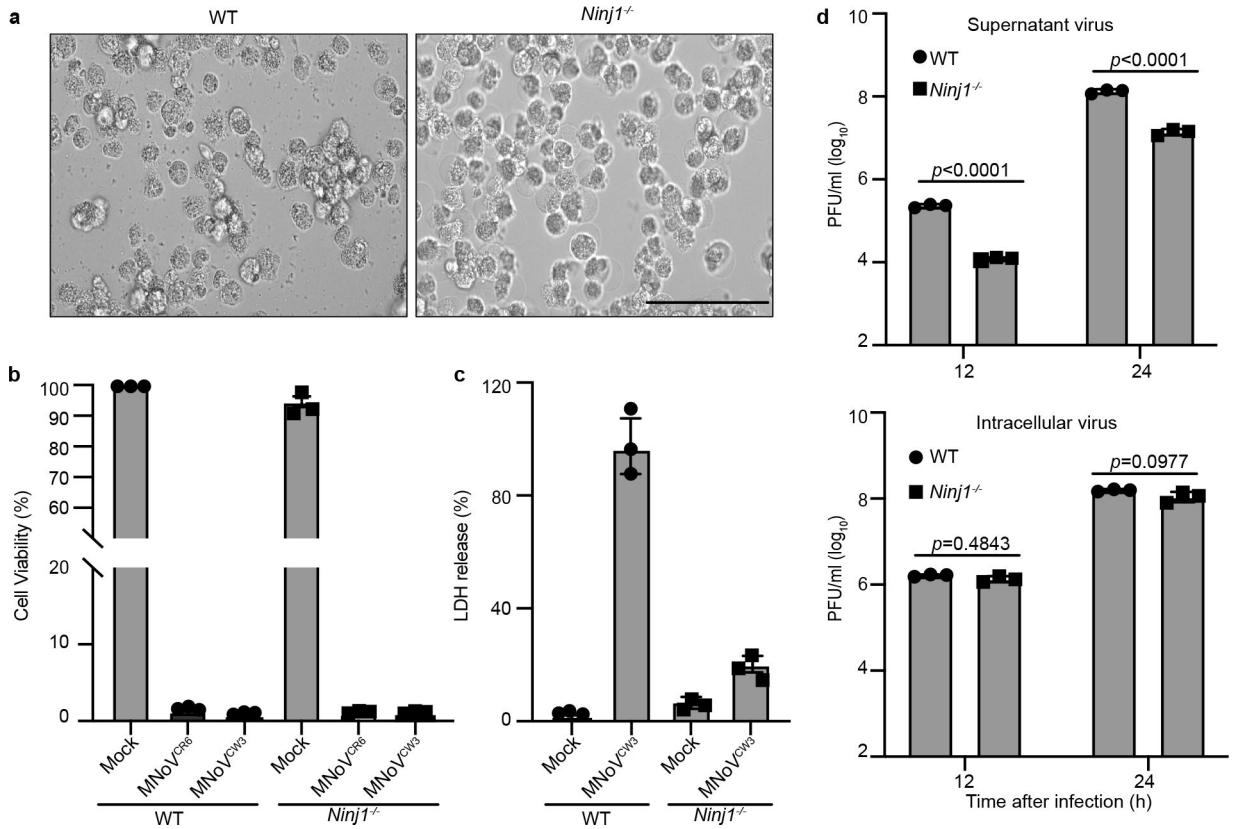 a
WT
Ninj1-/-
b
Cell Viability (%)
100
90
80
70
60
20
10
0
Mock
MNoVCR6
MNoVCW3
Mock
MNoVCR6
MNoVCW3
WT
Ninj1-/-
c
LDH release (%)
120
80
40
0
Mock
MNoVCW3
Mock
MNoVCW3
WT
Ninj1-/-
d
Supernatant virus
WT
Ninj1-/-
PFU/ml (log10)
10
8
6
4
2
p<0.0001
p<0.0001
12
24
Intracellular virus
WT
Ninj1-/-
PFU/ml (log10)
10
8
6
4
2
p=0.4843
p=0.0977
12
24
Time after infection (h)